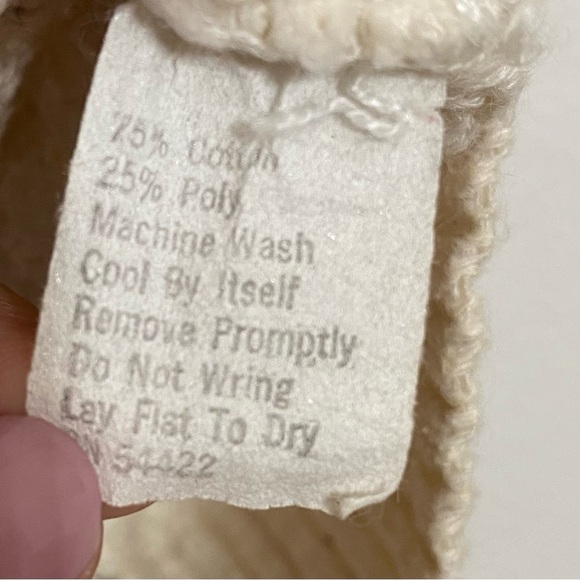 75% Cotton
25% Poly
Machine Wash
Cool By Itself
Remove Promptly
Do Not Wring
Lay Flat To Dry
RN 54422